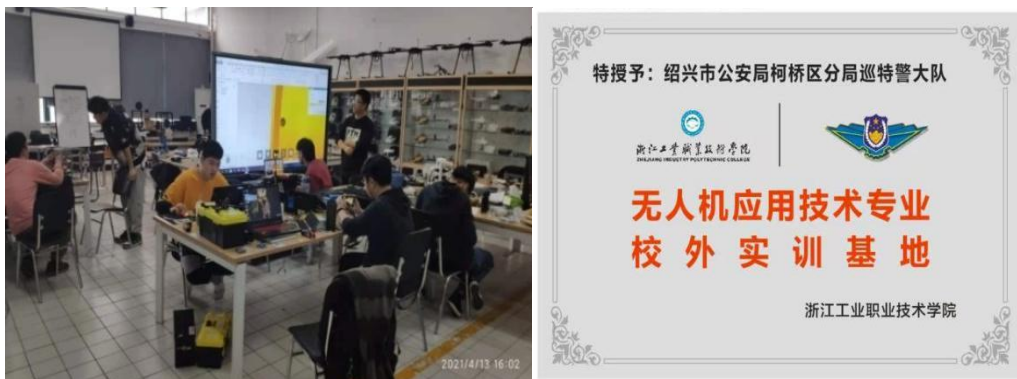 2021/4/13 16:02
特授予：绍兴市公安局柯桥区分局巡特警大队
浙江工业职业技术学院
ZHEJIANG INDUSTRY POLYTECHNIC COLLEGE
无人机应用技术专业
校外实训基地
浙江工业职业技术学院